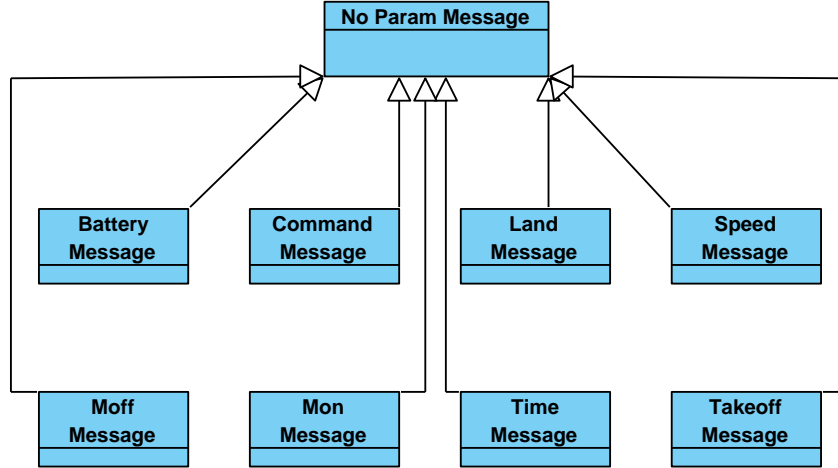 No Param Message
Battery
Message
Command
Message
Land
Message
Speed
Message
Moff
Message
Mon
Message
Time
Message
Takeoff
Message